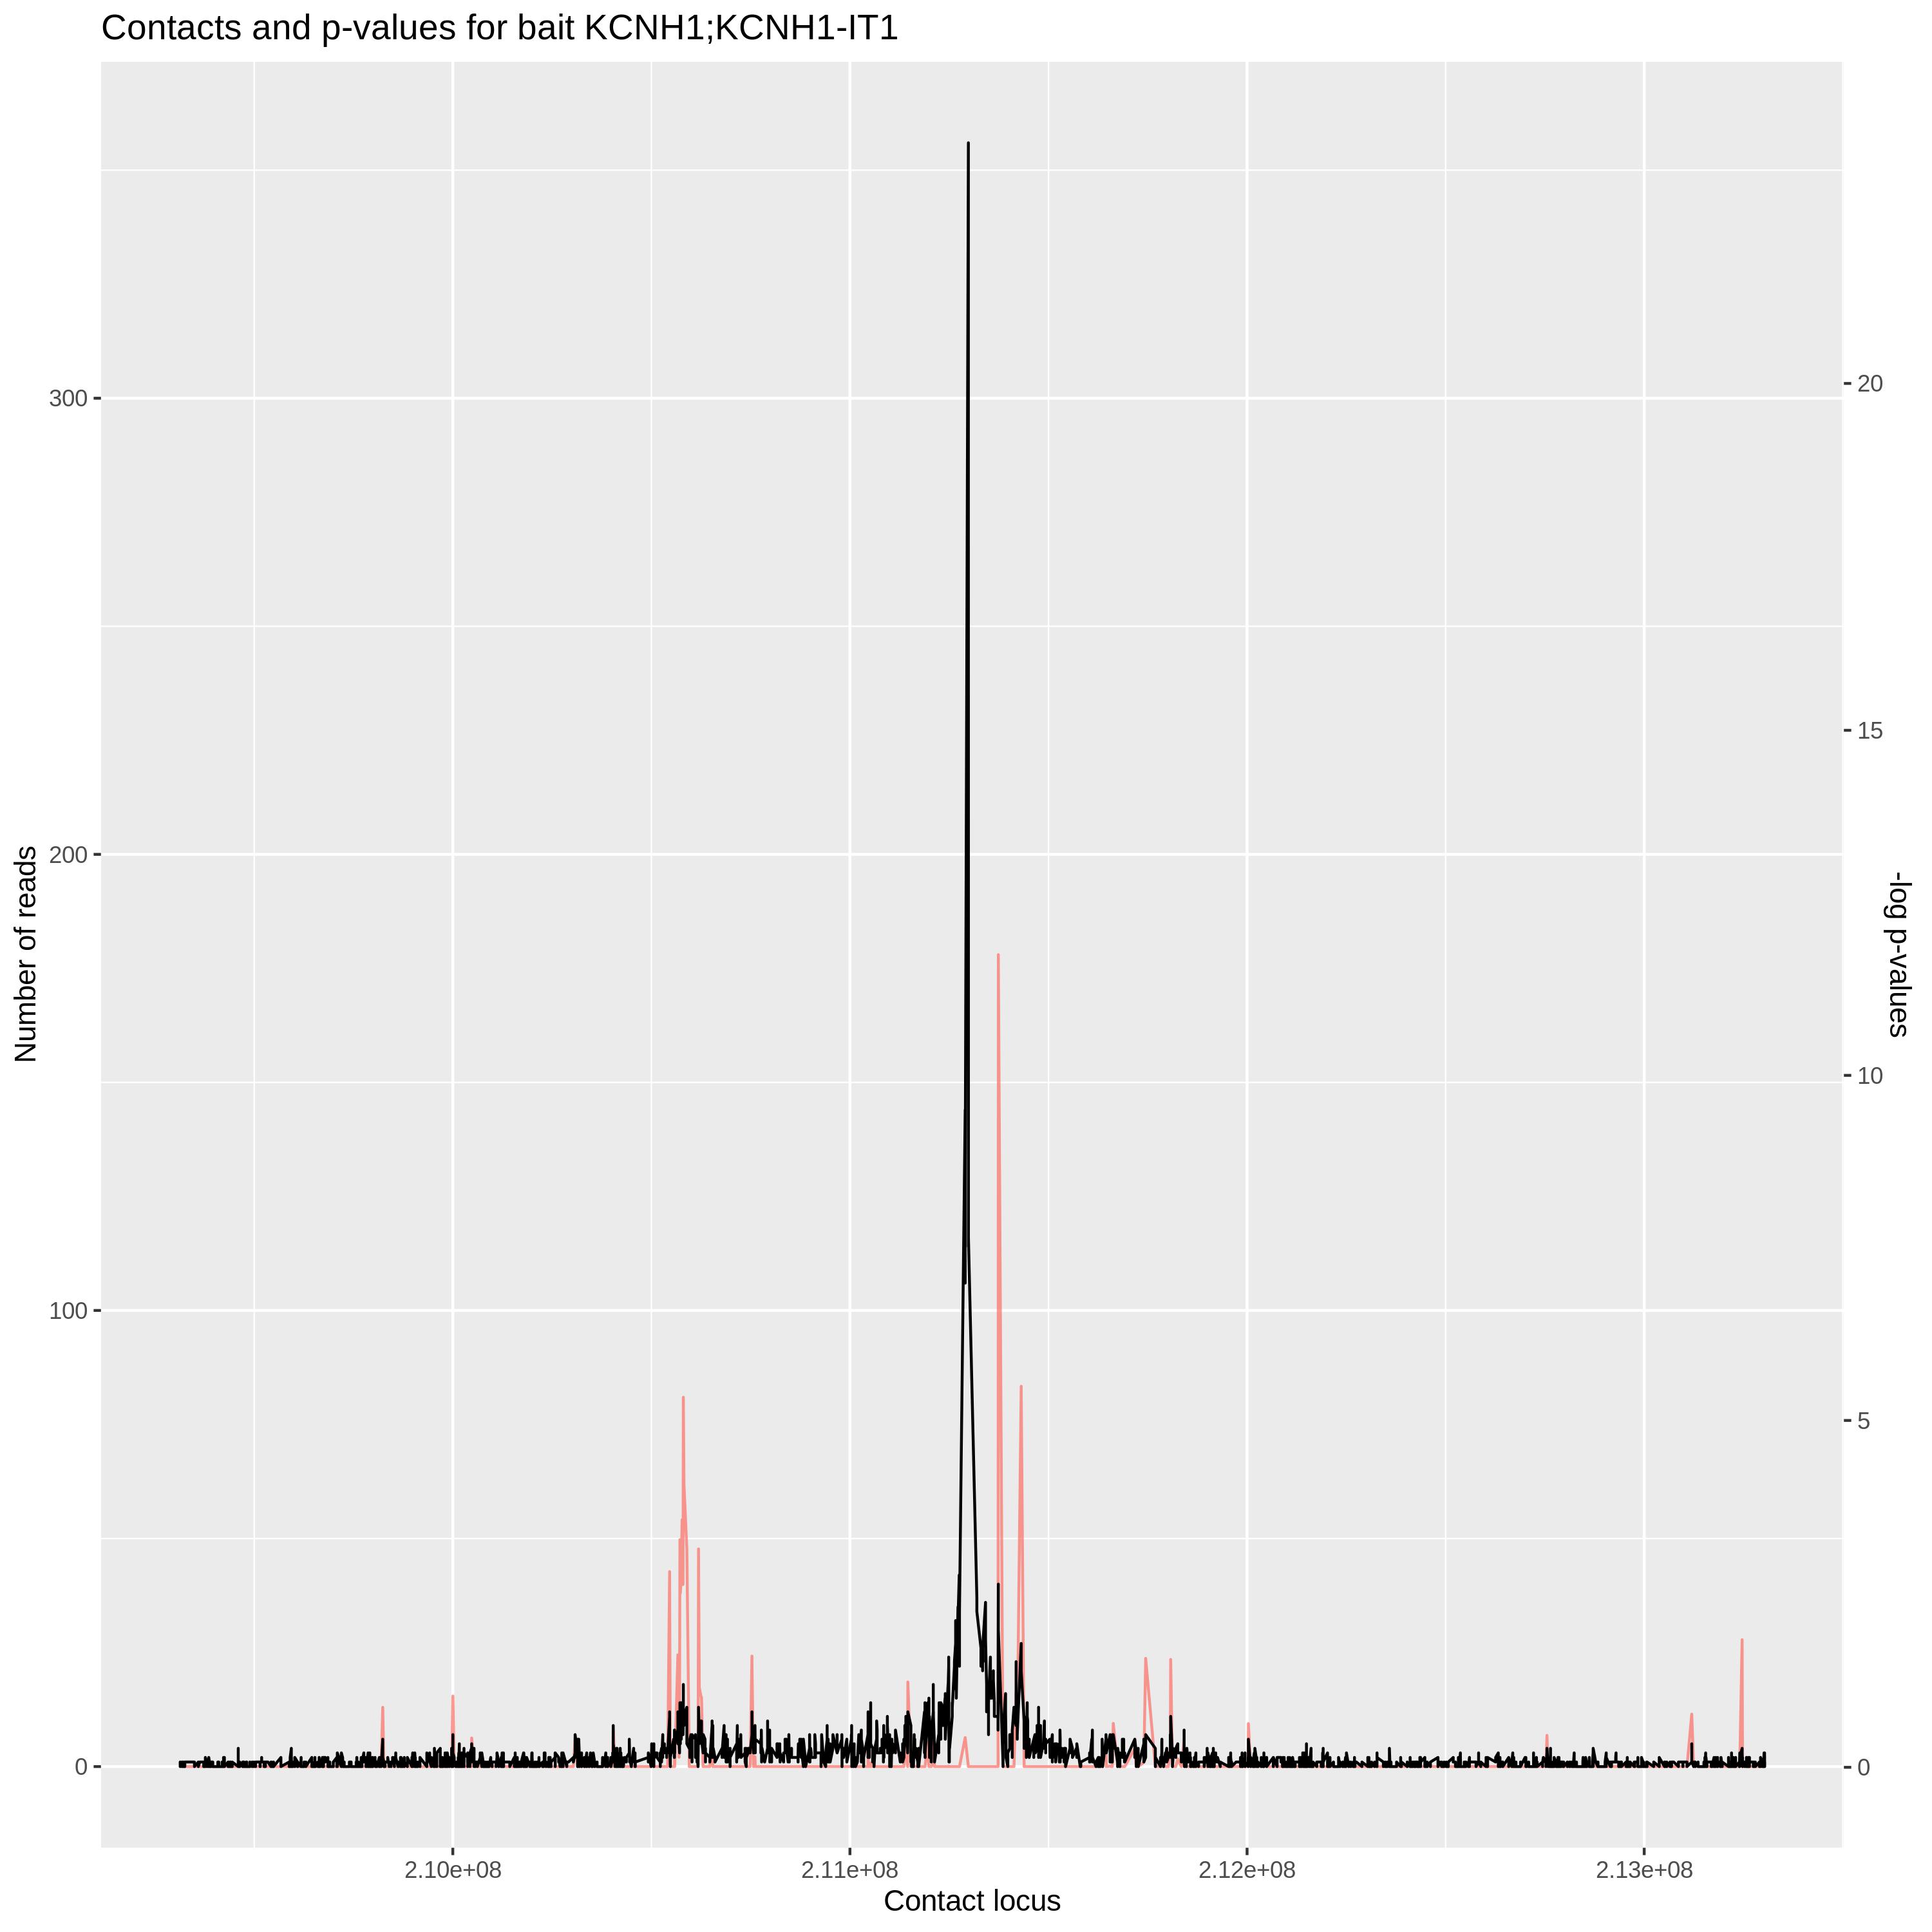 Contacts and p-values for bait KCNH1;KCNH1-IT1
Number of reads
300
200
100
0
20
15
10
5
0
-log p-values
2.10e+08
2.11e+08
2.12e+08
2.13e+08
Contact locus